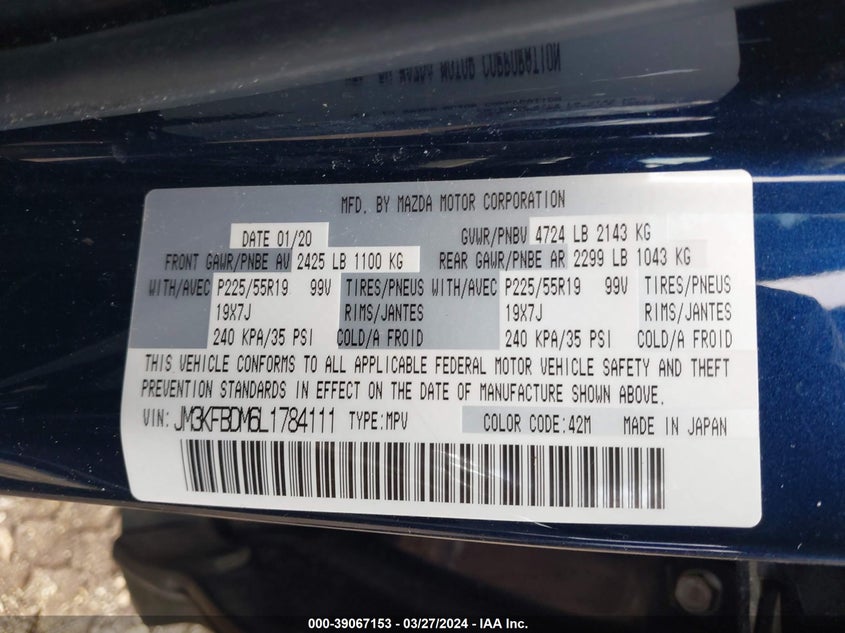 MFD. BY MAZDA MOTOR CORPORATION
DATE 01/20 GVWR/PNBV 4724 LB 2143 KG
FRONT GAWR/PNBE AV 2425 LB 1100 KG REAR GAWR/PNBE AR 2299 LB 1043 KG
WITH/AVEC P225/55R19 99V TIRES/PNEUS WITH/AVEC P225/55R19 99V TIRES/PNEUS
19X7J RIMS/JANTES 19X7J RIMS/JANTES
240 KPA/35 PSI COLD/A FROID 240 KPA/35 PSI COLD/A FROID
THIS VEHICLE CONFORMS TO ALL APPLICABLE FEDERAL MOTOR VEHICLE SAFETY AND THEFT
PREVENTION STANDARDS IN EFFECT ON THE DATE OF MANUFACTURE SHOWN ABOVE.
VIN: JM3KFBDM6L1784111 TYPE:MPV COLOR CODE:42M MADE IN JAPAN
000-39067153 - 03/27/2024 - IAA Inc.